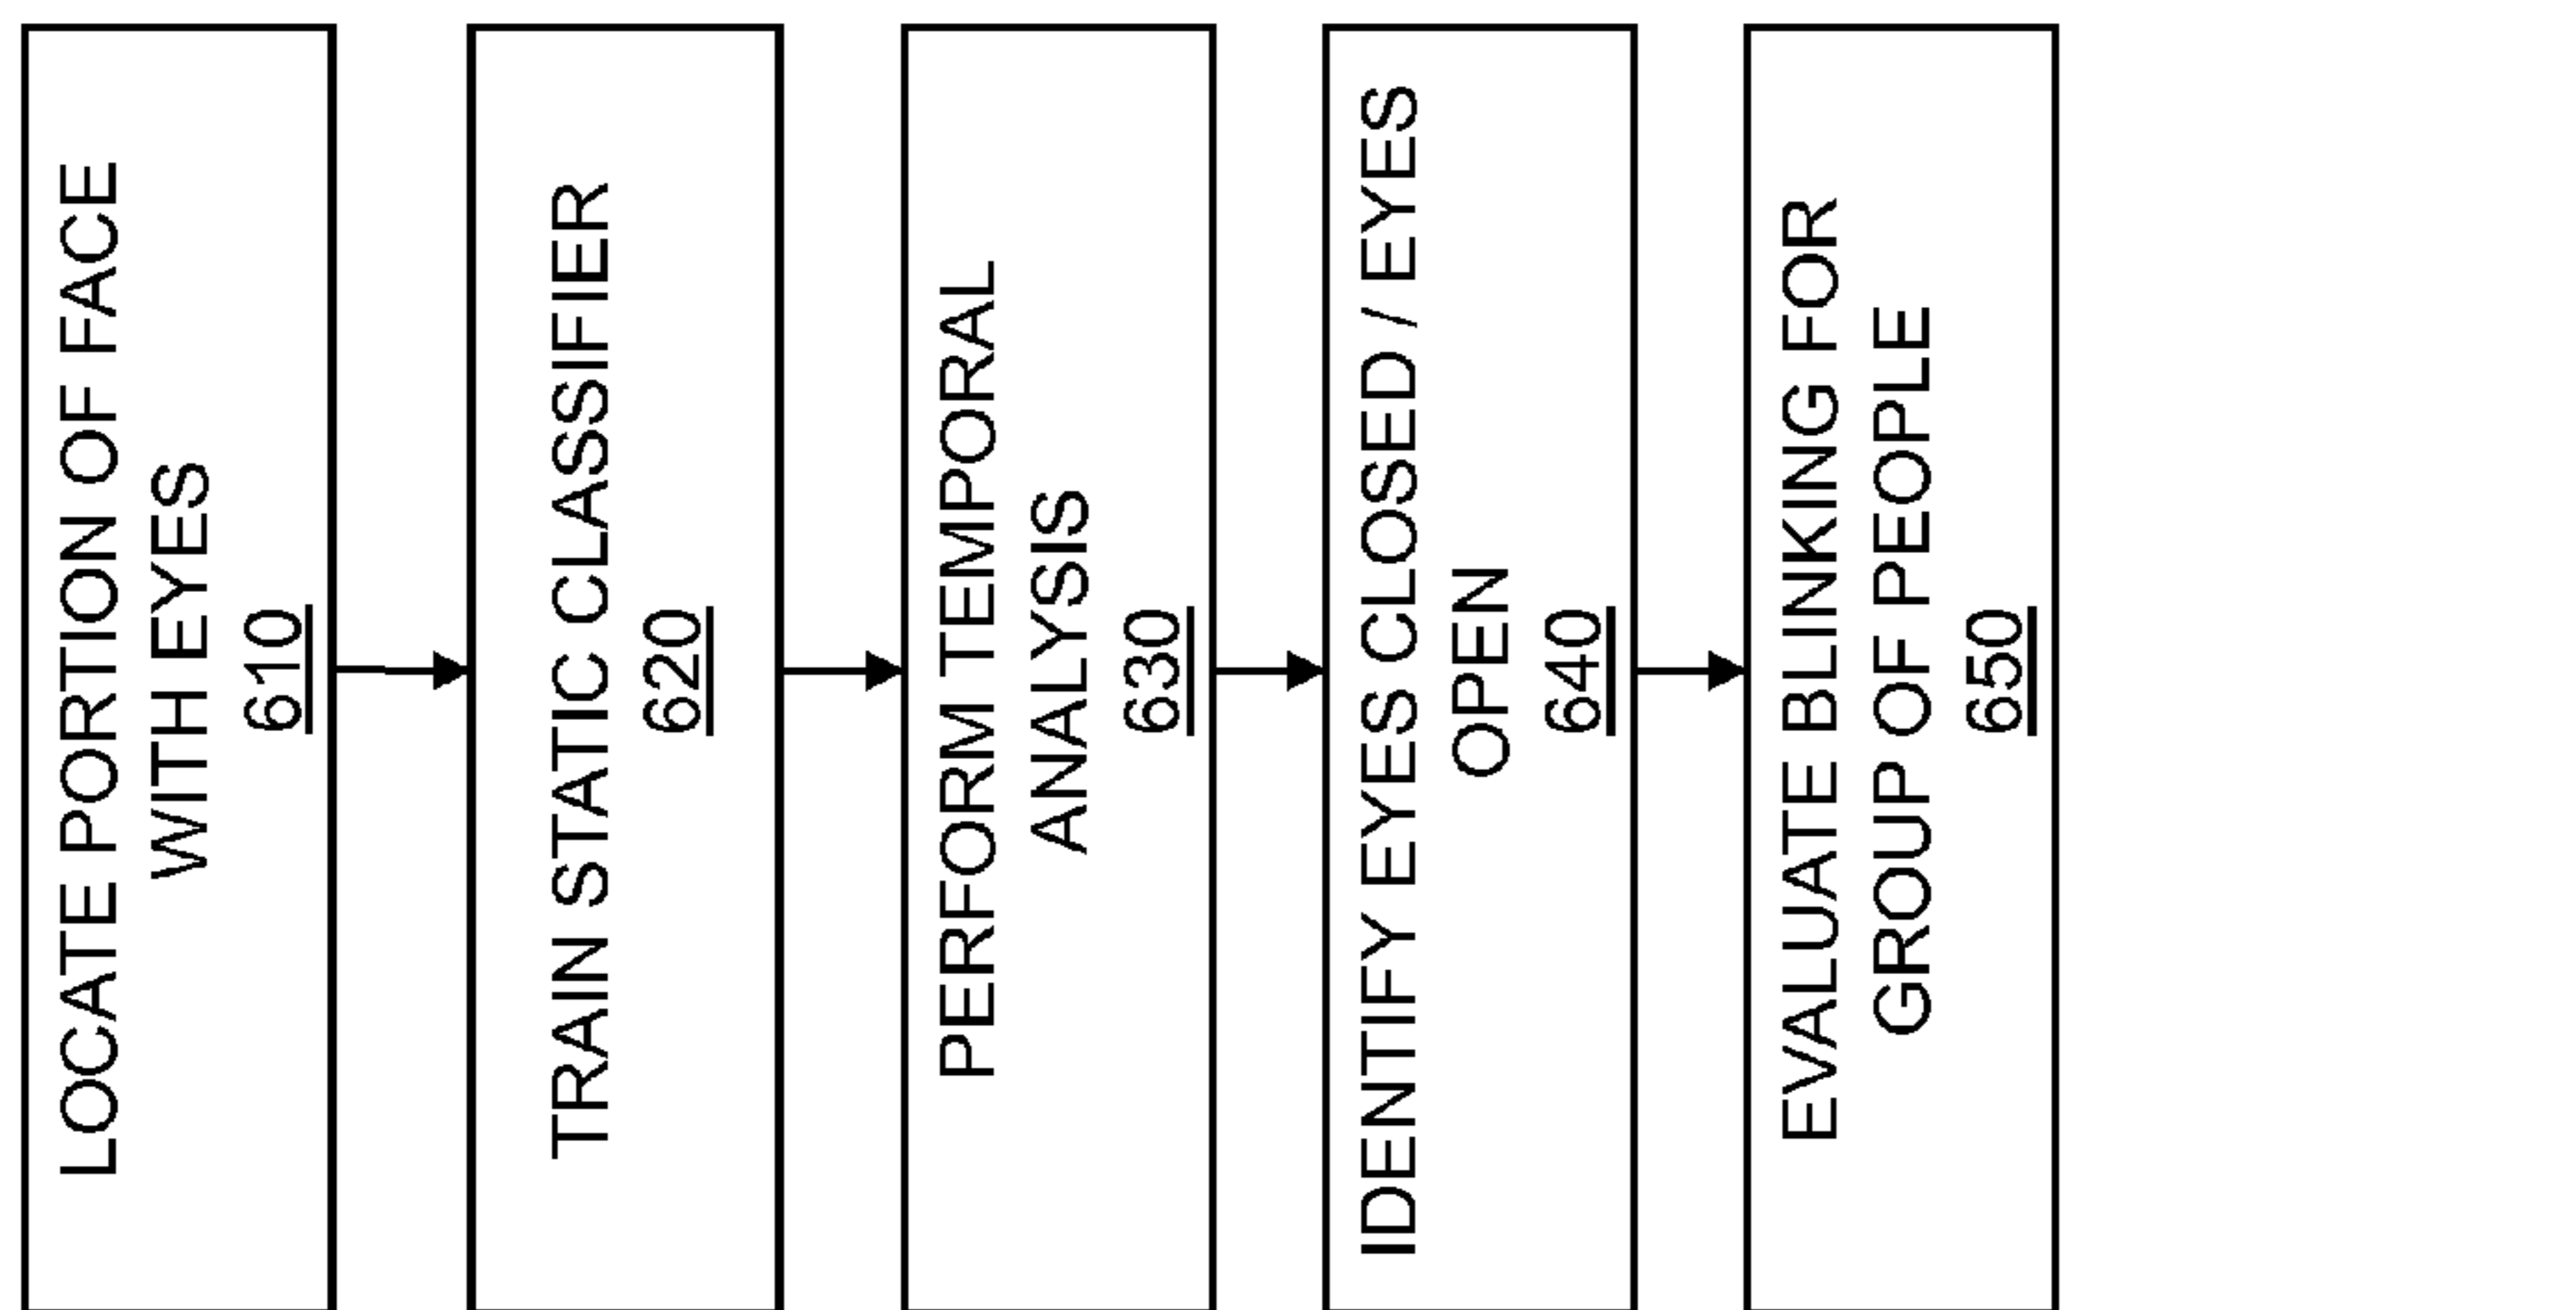 LOCATE PORTION OF FACE
WITH EYES
610
TRAIN STATIC CLASSIFIER
620
PERFORM TEMPORAL
ANALYSIS
630
IDENTIFY EYES CLOSED / EYES
OPEN
640
EVALUATE BLINKING FOR
GROUP OF PEOPLE
650